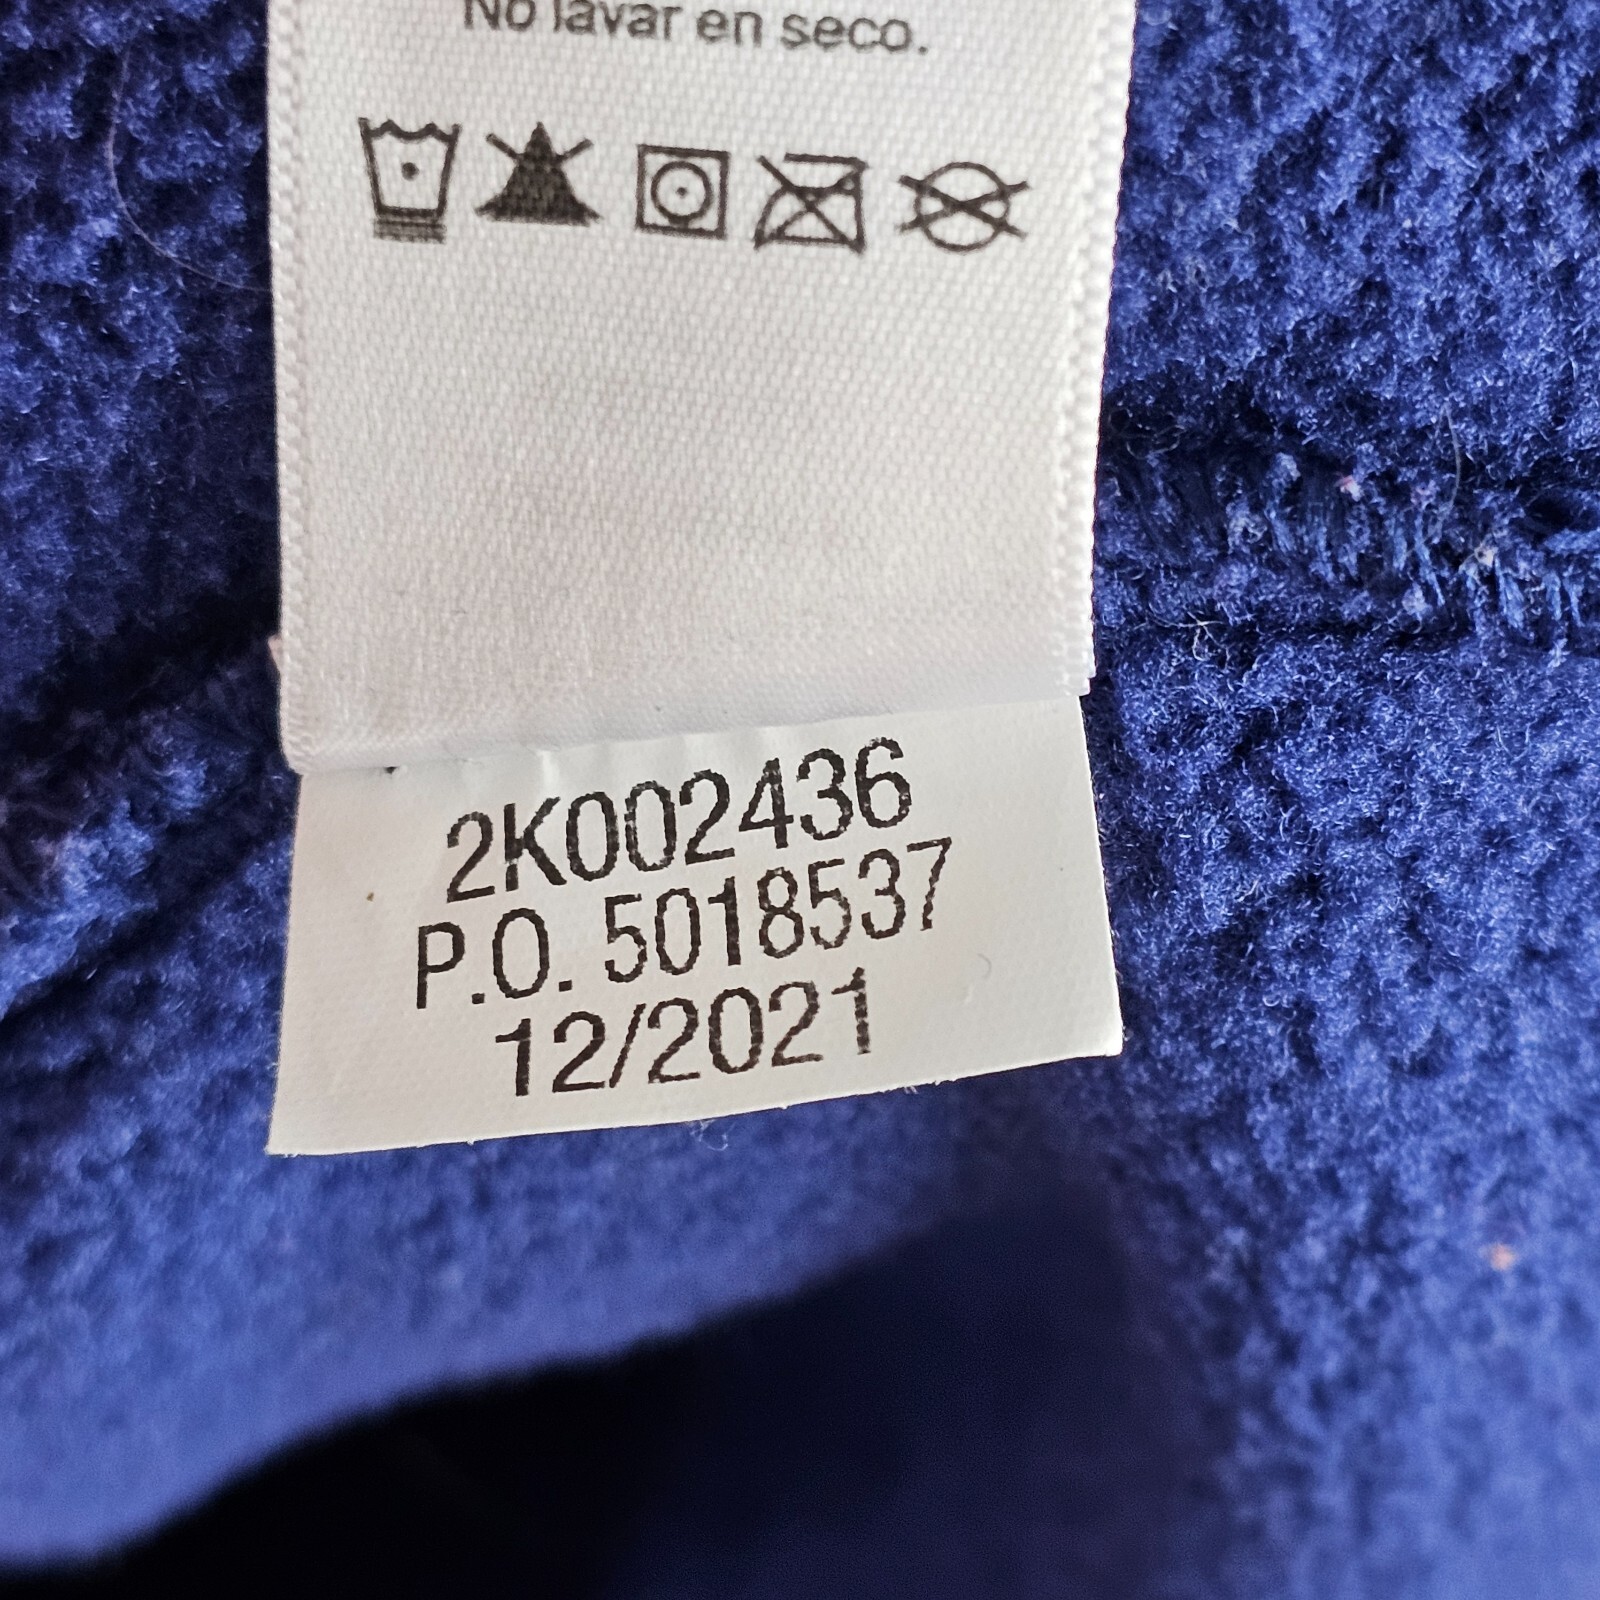 No lavar en seco.
2K002436
P.O. 5018537
12/2021